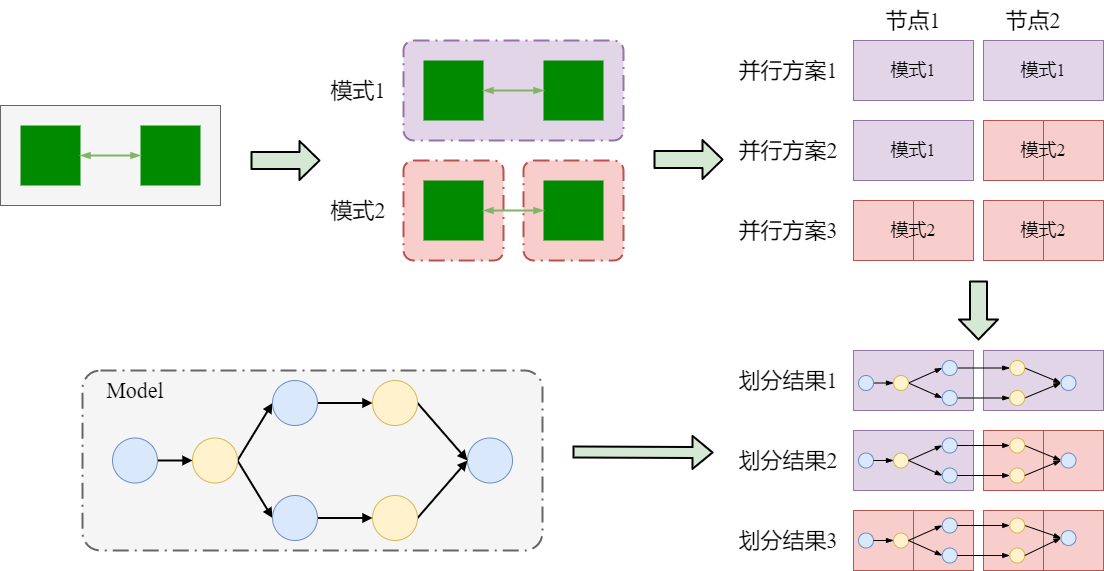 节点1 节点2
模式1
并行方案1 模式1 模式1
并行方案2 模式1 模式2
模式2
并行方案3 模式2 模式2
Model
划分结果1
划分结果2
划分结果3